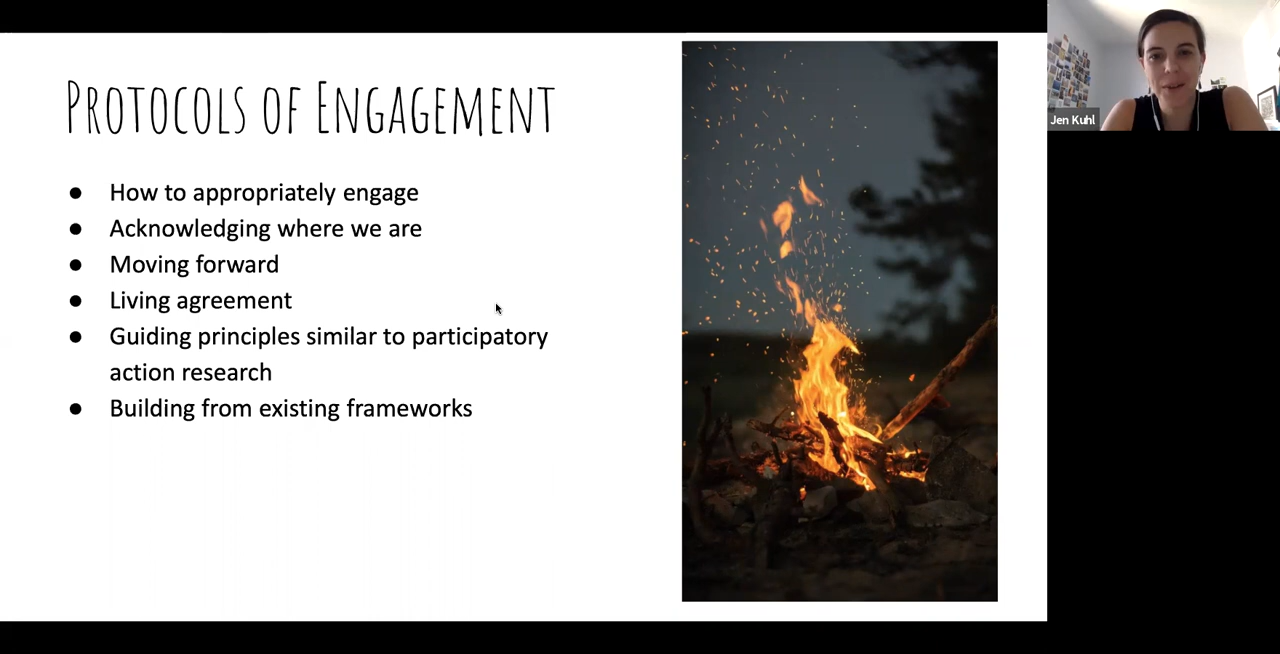 PROTOCOLS OF ENGAGEMENT
● How to appropriately engage
● Acknowledging where we are
● Moving forward
● Living agreement
● Guiding principles similar to participatory
action research
● Building from existing frameworks
Jen Kuhl